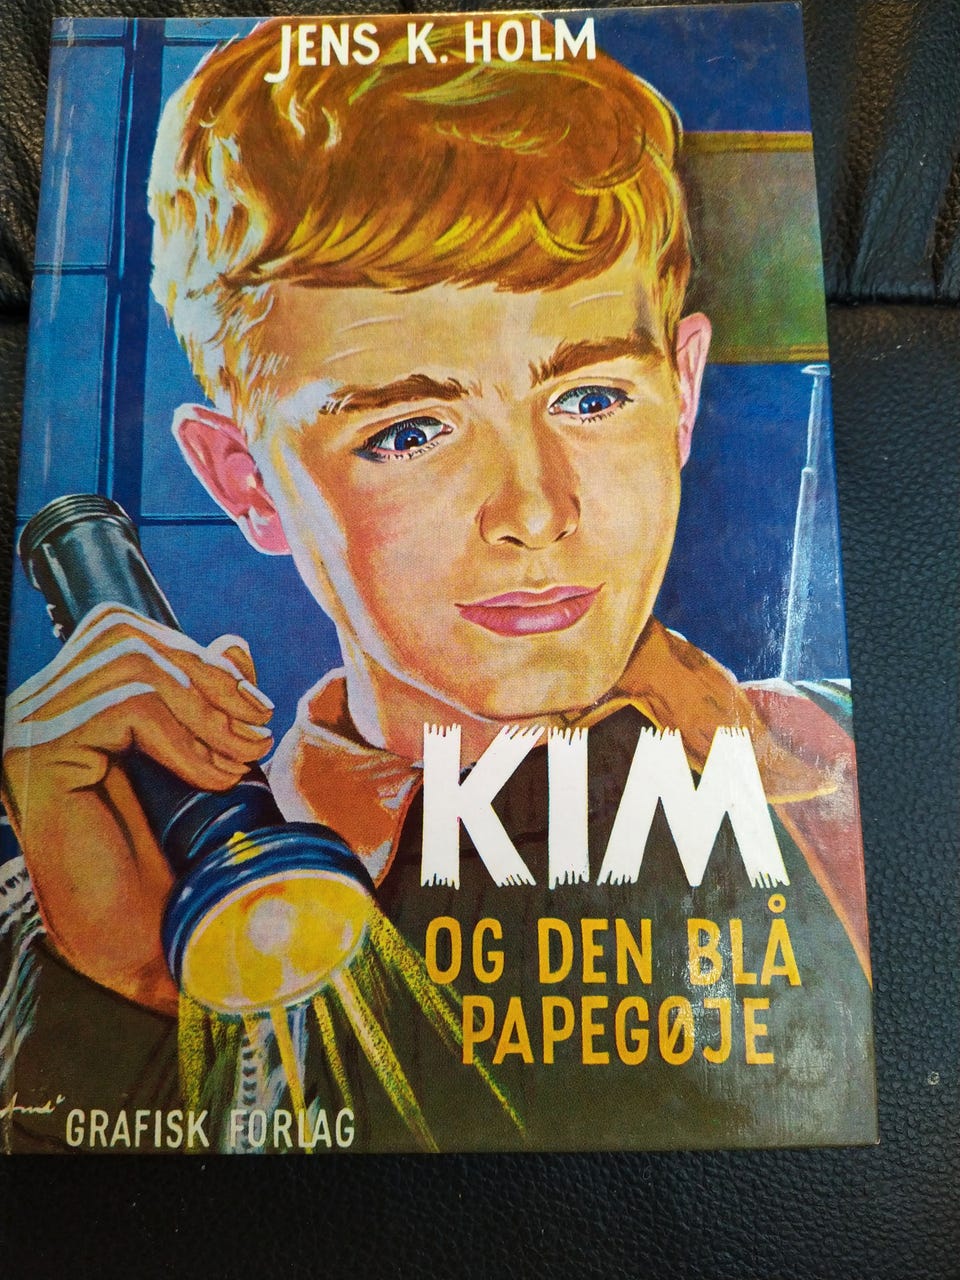 JENS K. HOLM
KIM
OG DEN BLÅ
PAPEGØJE
GRAFISK FORLAG